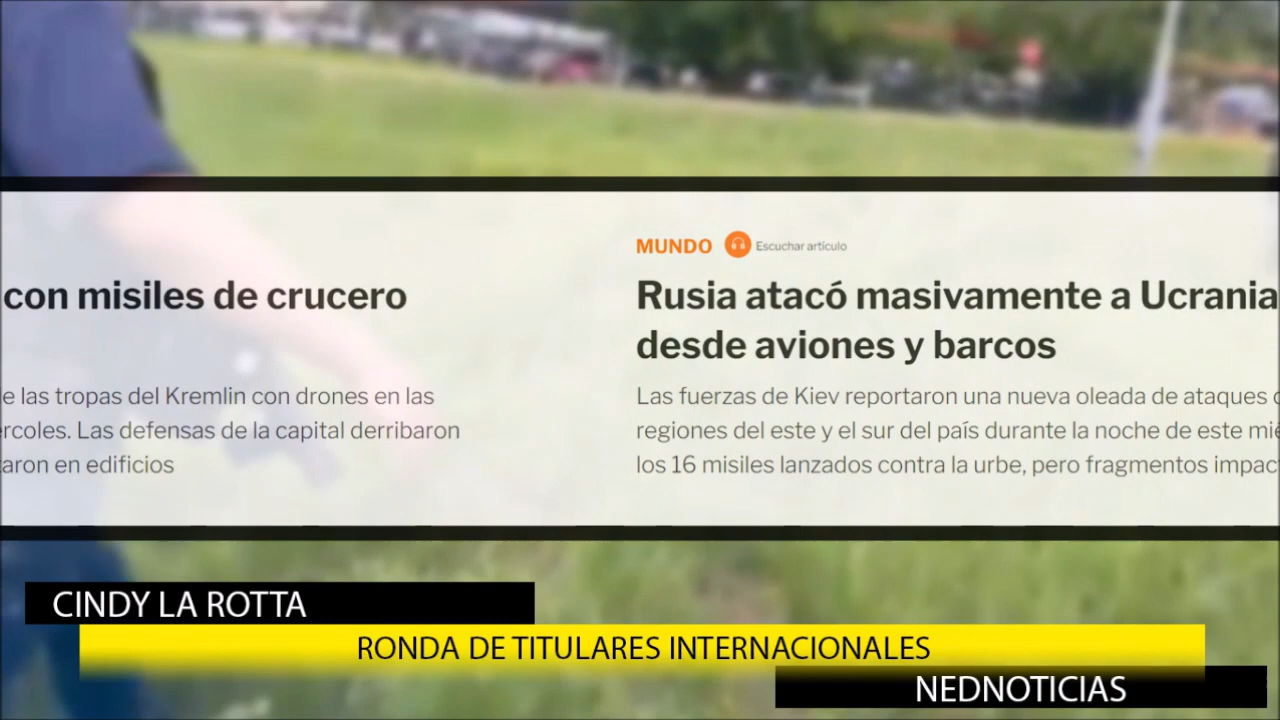 con misiles de crucero
las tropas del Kremlin con drones en las
Las defensas de la capital derribaron
en edificios
MUNDO Escuchar artículo
Rusia atacó masivamente a Ucrania
desde aviones y barcos
Las fuerzas de Kiev reportaron una nueva oleada de ataques
regiones del este y el sur del país durante la noche de este
los 16 misiles lanzados contra la urbe, pero fragmentos
CINDY LA ROTTA
RONDA DE TITULARES INTERNACIONALES
NEDNOTICIAS